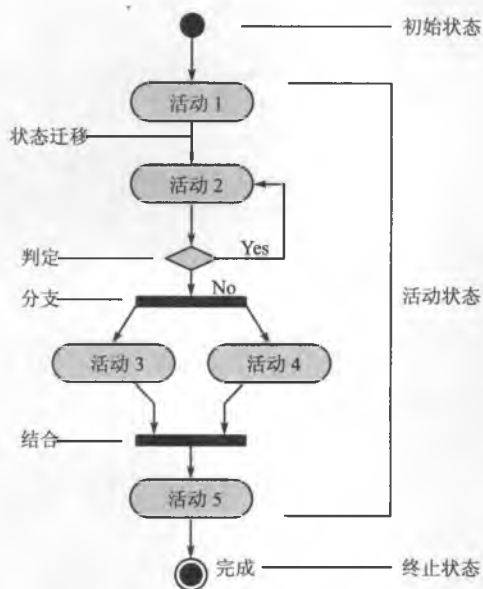 初始状态
活动 1
状态迁移
活动 2
Yes
判定
No
分支
活动状态
活动 3
活动 4
结合
活动 5
完成
终止状态